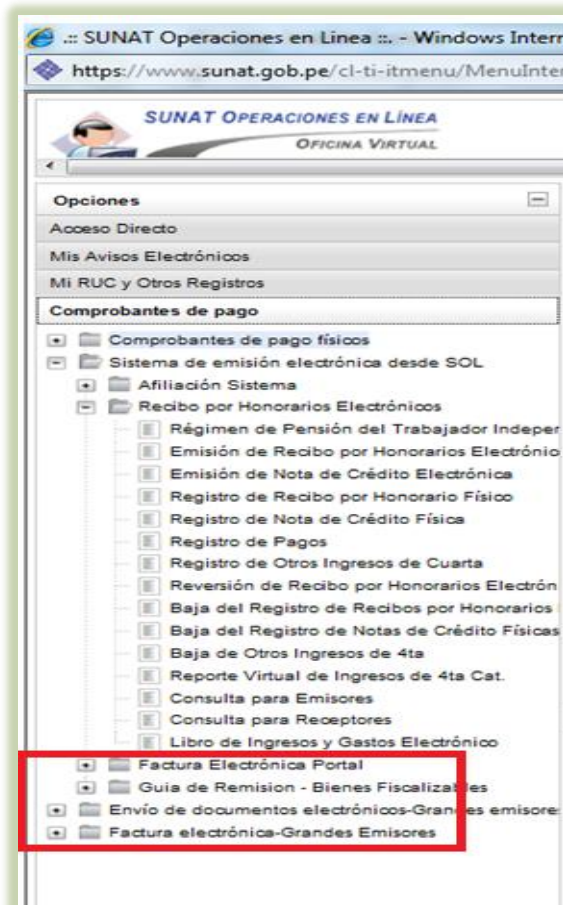 .:: SUNAT Operaciones en Linea ::. - Windows Intern
https://www.sunat.gob.pe/cl-ti-itmenu/MenuInter
SUNAT OPERACIONES EN LÍNEA
OFICINA VIRTUAL
Opciones
Acceso Directo
Mis Avisos Electrónicos
Mi RUC y Otros Registros
Comprobantes de pago
Comprobantes de pago físicos
Sistema de emisión electrónica desde SOL
Afiliación Sistema
Recibo por Honorarios Electrónicos
Régimen de Pensión del Trabajador Indeper
Emisión de Recibo por Honorarios Electrónio
Emisión de Nota de Crédito Electrónica
Registro de Recibo por Honorario Físico
Registro de Nota de Crédito Física
Registro de Pagos
Registro de Otros Ingresos de Cuarta
Reversión de Recibo por Honorarios Electrón
Baja del Registro de Recibos por Honorarios
Baja del Registro de Notas de Crédito Físicas
Baja de Otros Ingresos de 4ta
Reporte Virtual de Ingresos de 4ta Cat.
Consulta para Emisores
Consulta para Receptores
Libro de Ingresos y Gastos Electrónico
Factura Electrónica Portal
Guia de Remision - Bienes Fiscalizables
Envío de documentos electrónicos-Grandes emisore
Factura electrónica-Grandes Emisores